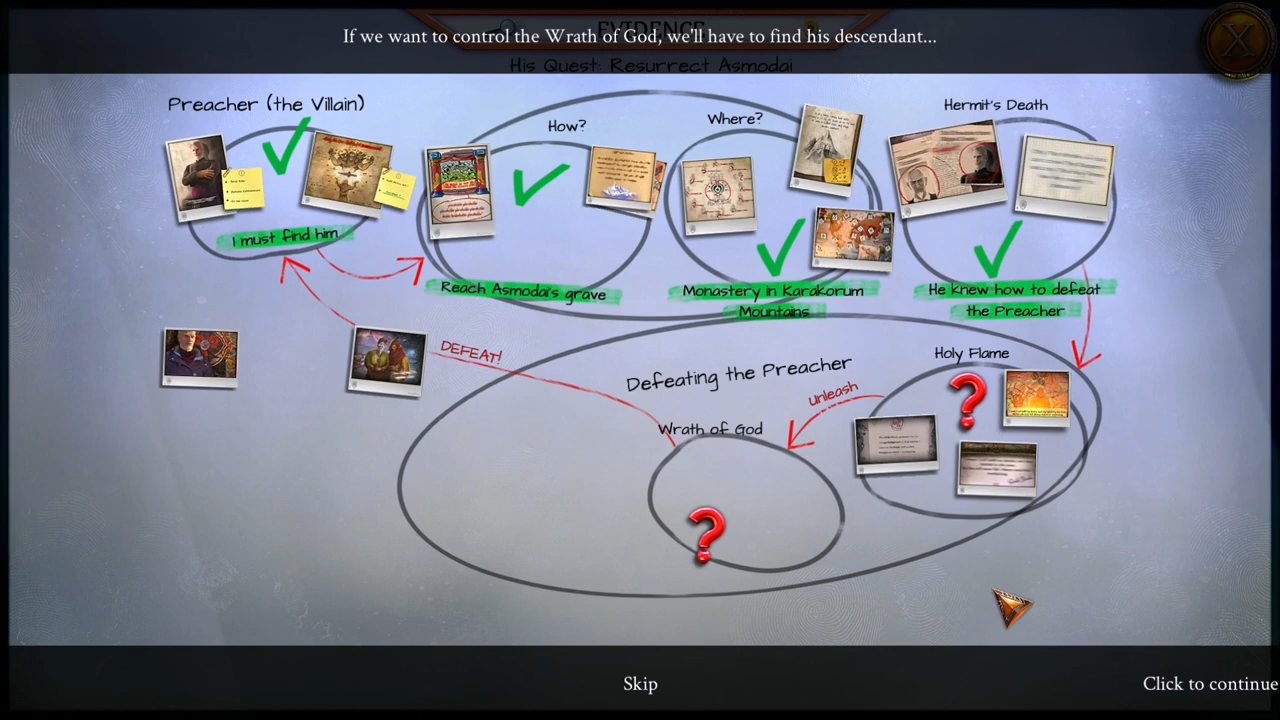 If we want to control the Wrath of God, we'll have to find his descendant...
EVIDENCE
X
His Quest: Resurrect Asmodai
Preacher (the Villain)
How?
Where?
Hermit's Death
I must find him
Reach Asmodai's grave
Monastery in Karakorum
Mountains
He knew how to defeat
the Preacher
DEFEAT!
Defeating the Preacher
Holy Flame
Unleash
Wrath of God
Skip
Click to continue